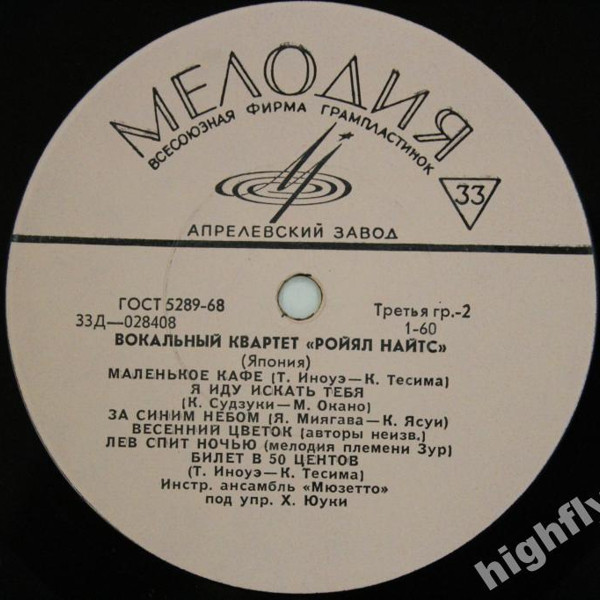 МЕЛОДИЯ
ВСЕСОЮЗНАЯ ФИРМА ГРАМПЛАСТИНОК
33
АПРЕЛЕВСКИЙ ЗАВОД
ГОСТ 5289-68 Третья гр.-2
33Д—028408 1-60
ВОКАЛЬНЫЙ КВАРТЕТ «РОЙЯЛ НАЙТС»
(Япония)
МАЛЕНЬКОЕ КАФЕ (Т. Иноуэ—К. Тесима)
Я ИДУ ИСКАТЬ ТЕБЯ
(К. Судзуки—М. Окано)
ЗА СИНИМ НЕБОМ (Я. Миягава—К. Ясуи)
ВЕСЕННИЙ ЦВЕТОК (авторы неизв.)
ЛЕВ СПИТ НОЧЬЮ (мелодия племени Зур)
БИЛЕТ В 50 ЦЕНТОВ
(Т. Иноуэ—К. Тесима)
Инстр. ансамбль «Мюзетто»
под упр. Х. Юуки
highfly